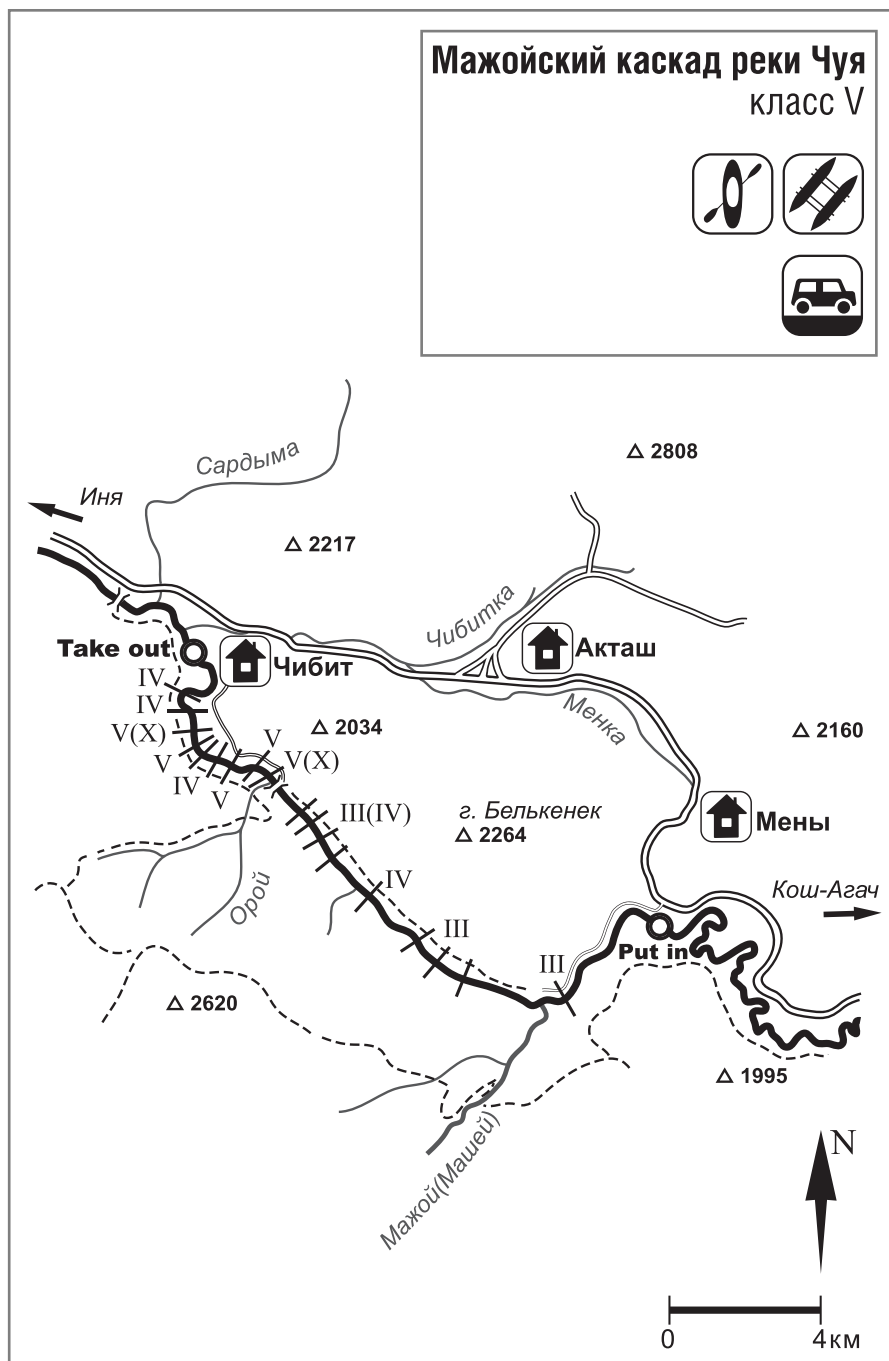 Мажойский каскад реки Чуя
класс V
Сардыма
△ 2808
Иня
△ 2217
Чибитка
Take out
Чибит
Акташ
IV
IV
V(X)
△ 2034
V
Менка
△ 2160
V
V(X)
IV
V
III(IV)
г. Белькенек
△ 2264
Мены
IV
Кош-Агач
Орой
III
Put in
III
△ 2620
△ 1995
Мажой(Машей)
N
0
4км